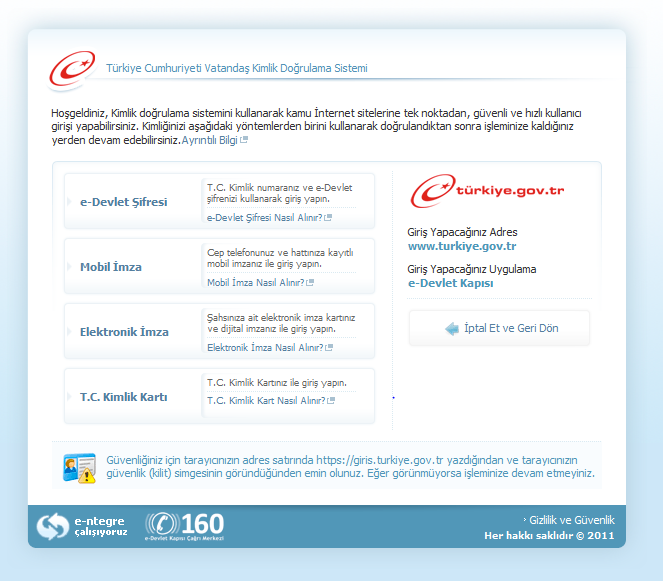 Türkiye Cumhuriyeti Vatandaş Kimlik Doğrulama Sistemi
Hoşgeldiniz, Kimlik doğrulama sistemini kullanarak kamu İnternet sitelerine tek noktadan, güvenli ve hızlı kullanıcı
girişi yapabilirsiniz. Kimliğinizi aşağıdaki yöntemlerden birini kullanarak doğrulandıktan sonra işleminize kaldığınız
yerden devam edebilirsiniz.Ayrıntılı Bilgi
e-Devlet Şifresi
T.C. Kimlik numaranız ve e-Devlet
şifrenizi kullanarak giriş yapın.
e-Devlet Şifresi Nasıl Alınır?
Mobil İmza
Cep telefonunuz ve hattınıza kayıtlı
mobil imzanız ile giriş yapın.
Mobil İmza Nasıl Alınır?
Elektronik İmza
Şahsınıza ait elektronik imza kartınız
ve dijital imzanız ile giriş yapın.
Elektronik İmza Nasıl Alınır?
T.C. Kimlik Kartı
T.C. Kimlik Kartınız ile giriş yapın.
T.C. Kimlik Kart Nasıl Alınır?
türkiye.gov.tr
Giriş Yapacağınız Adres
www.turkiye.gov.tr
Giriş Yapacağınız Uygulama
e-Devlet Kapısı
İptal Et ve Geri Dön
Güvenliğiniz için tarayıcınızın adres satırında https://giris.turkiye.gov.tr yazdığından ve tarayıcınızın
güvenlik (kilit) simgesinin göründüğünden emin olunuz. Eğer görünmüyorsa işleminize devam etmeyiniz.
e-ntegre
çalışıyoruz
160
e-Devlet Kapısı Çağrı Merkezi
Gizlilik ve Güvenlik
Her hakkı saklıdır © 2011